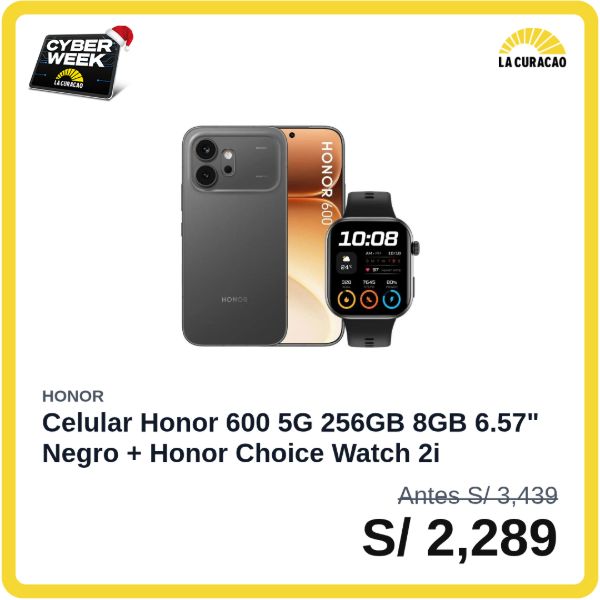 CYBER
WEEK
LA CURACAO
LA CURACAO
HONOR 600
HONOR
10:08
24°C
HONOR
Celular Honor 600 5G 256GB 8GB 6.57"
Negro + Honor Choice Watch 2i
Antes S/ 3,439
S/ 2,289